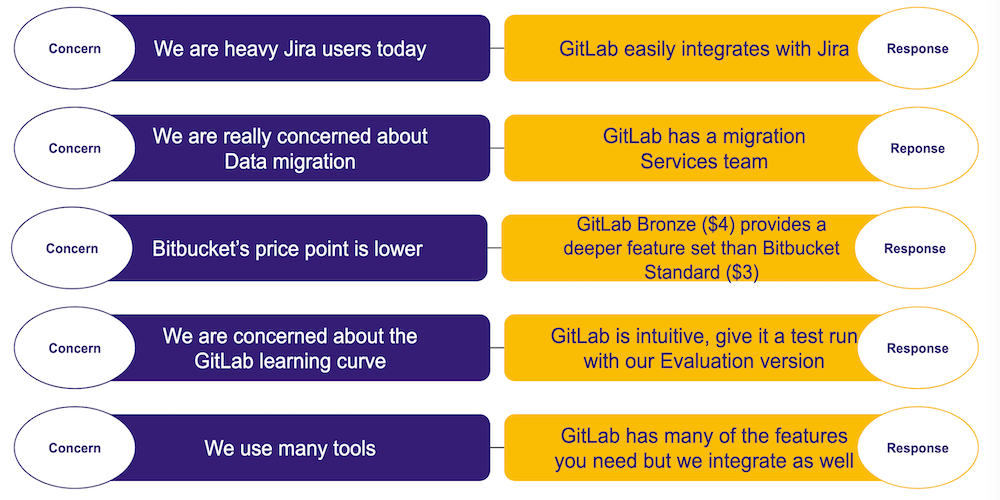 Concern
We are heavy Jira users today
GitLab easily integrates with Jira
Response
Concern
We are really concerned about
Data migration
GitLab has a migration
Services team
Reponse
Concern
Bitbucket's price point is lower
GitLab Bronze ($4) provides a
deeper feature set than Bitbucket
Standard ($3)
Response
Concern
We are concerned about the
GitLab learning curve
GitLab is intuitive, give it a test run
with our Evaluation version
Response
Concern
We use many tools
GitLab has many of the features
you need but we integrate as well
Response